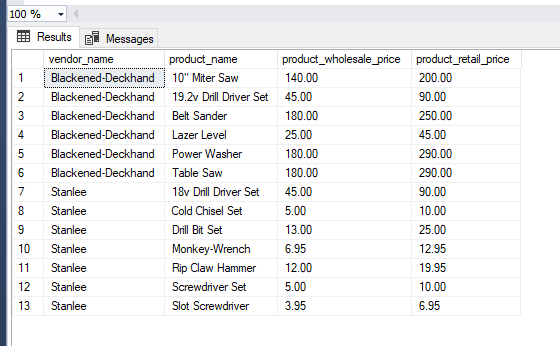 100 %
Results Messages
vendor_name product_name product_wholesale_price product_retail_price
1 Blackened-Deckhand 10" Miter Saw 140.00 200.00
2 Blackened-Deckhand 19.2v Drill Driver Set 45.00 90.00
3 Blackened-Deckhand Belt Sander 180.00 250.00
4 Blackened-Deckhand Lazer Level 25.00 45.00
5 Blackened-Deckhand Power Washer 180.00 290.00
6 Blackened-Deckhand Table Saw 180.00 290.00
7 Stanlee 18v Drill Driver Set 45.00 90.00
8 Stanlee Cold Chisel Set 5.00 10.00
9 Stanlee Drill Bit Set 13.00 25.00
10 Stanlee Monkey-Wrench 6.95 12.95
11 Stanlee Rip Claw Hammer 12.00 19.95
12 Stanlee Screwdriver Set 5.00 10.00
13 Stanlee Slot Screwdriver 3.95 6.95